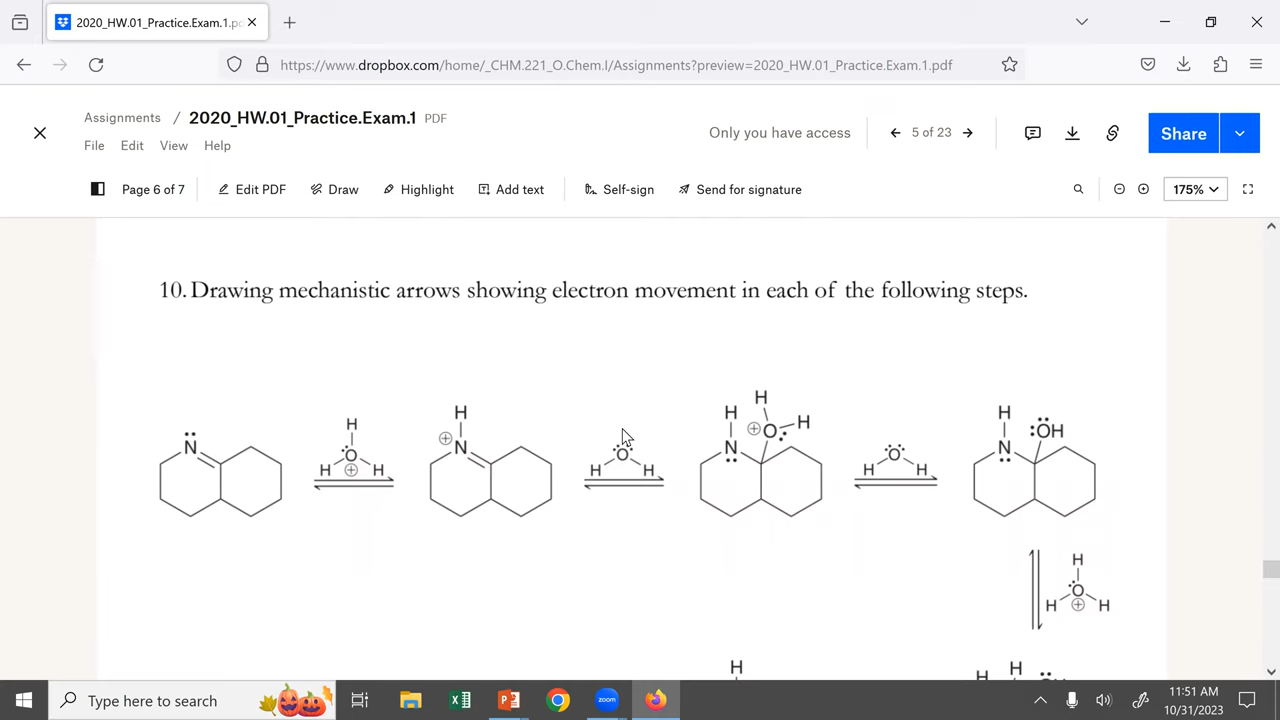 2020_HW.01_Practice.Exam.1.pdf
https://www.dropbox.com/home/_CHM.221_O.Chem.I/Assignments?preview=2020_HW.01_Practice.Exam.1.pdf
Assignments / 2020_HW.01_Practice.Exam.1 PDF
File Edit View Help
Only you have access
5 of 23
Share
Page 6 of 7
Edit PDF
Draw
Highlight
Add text
Self-sign
Send for signature
175%
10. Drawing mechanistic arrows showing electron movement in each of the following steps.
N
H
H O H
H
N
H O H
H
N
H
O H
H O H
H
N
OH
H
H O H
H
H H
Type here to search
zoom
11:51 AM
10/31/2023